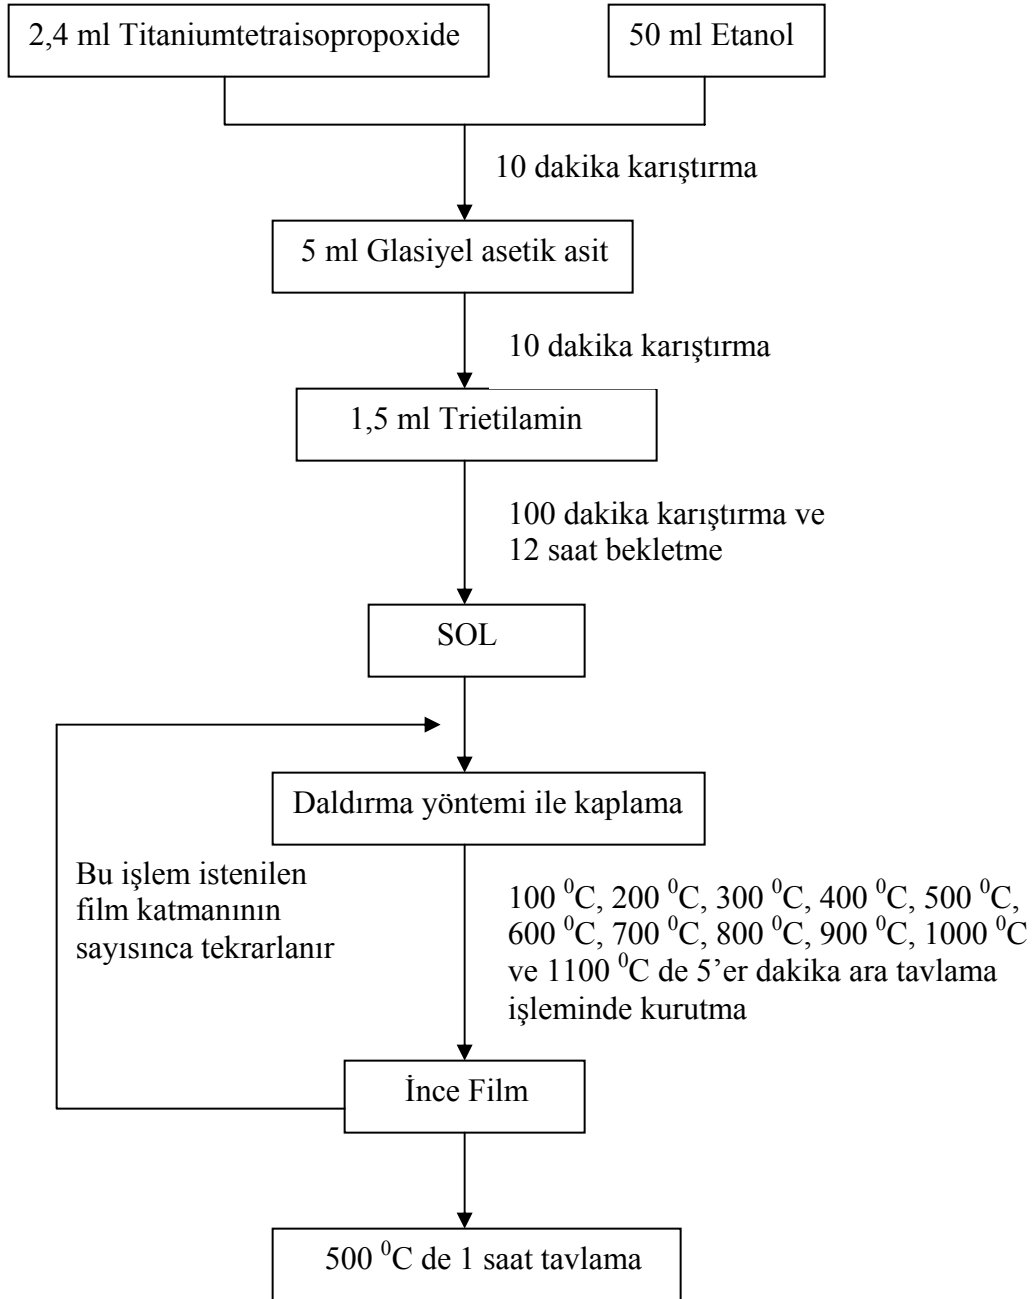 2,4 ml Titaniumtetraisopropoxide
50 ml Etanol
10 dakika karıştırma
5 ml Glasiyel asetik asit
10 dakika karıştırma
1,5 ml Trietilamin
100 dakika karıştırma ve
12 saat bekletme
SOL
Daldırma yöntemi ile kaplama
Bu işlem istenilen
film katmanının
sayısınca tekrarlanır
100 ⁰C, 200 ⁰C, 300 ⁰C, 400 ⁰C, 500 ⁰C,
600 ⁰C, 700 ⁰C, 800 ⁰C, 900 ⁰C, 1000 ⁰C
ve 1100 ⁰C de 5’er dakika ara tavlama
işleminde kurutma
İnce Film
500 ⁰C de 1 saat tavlama